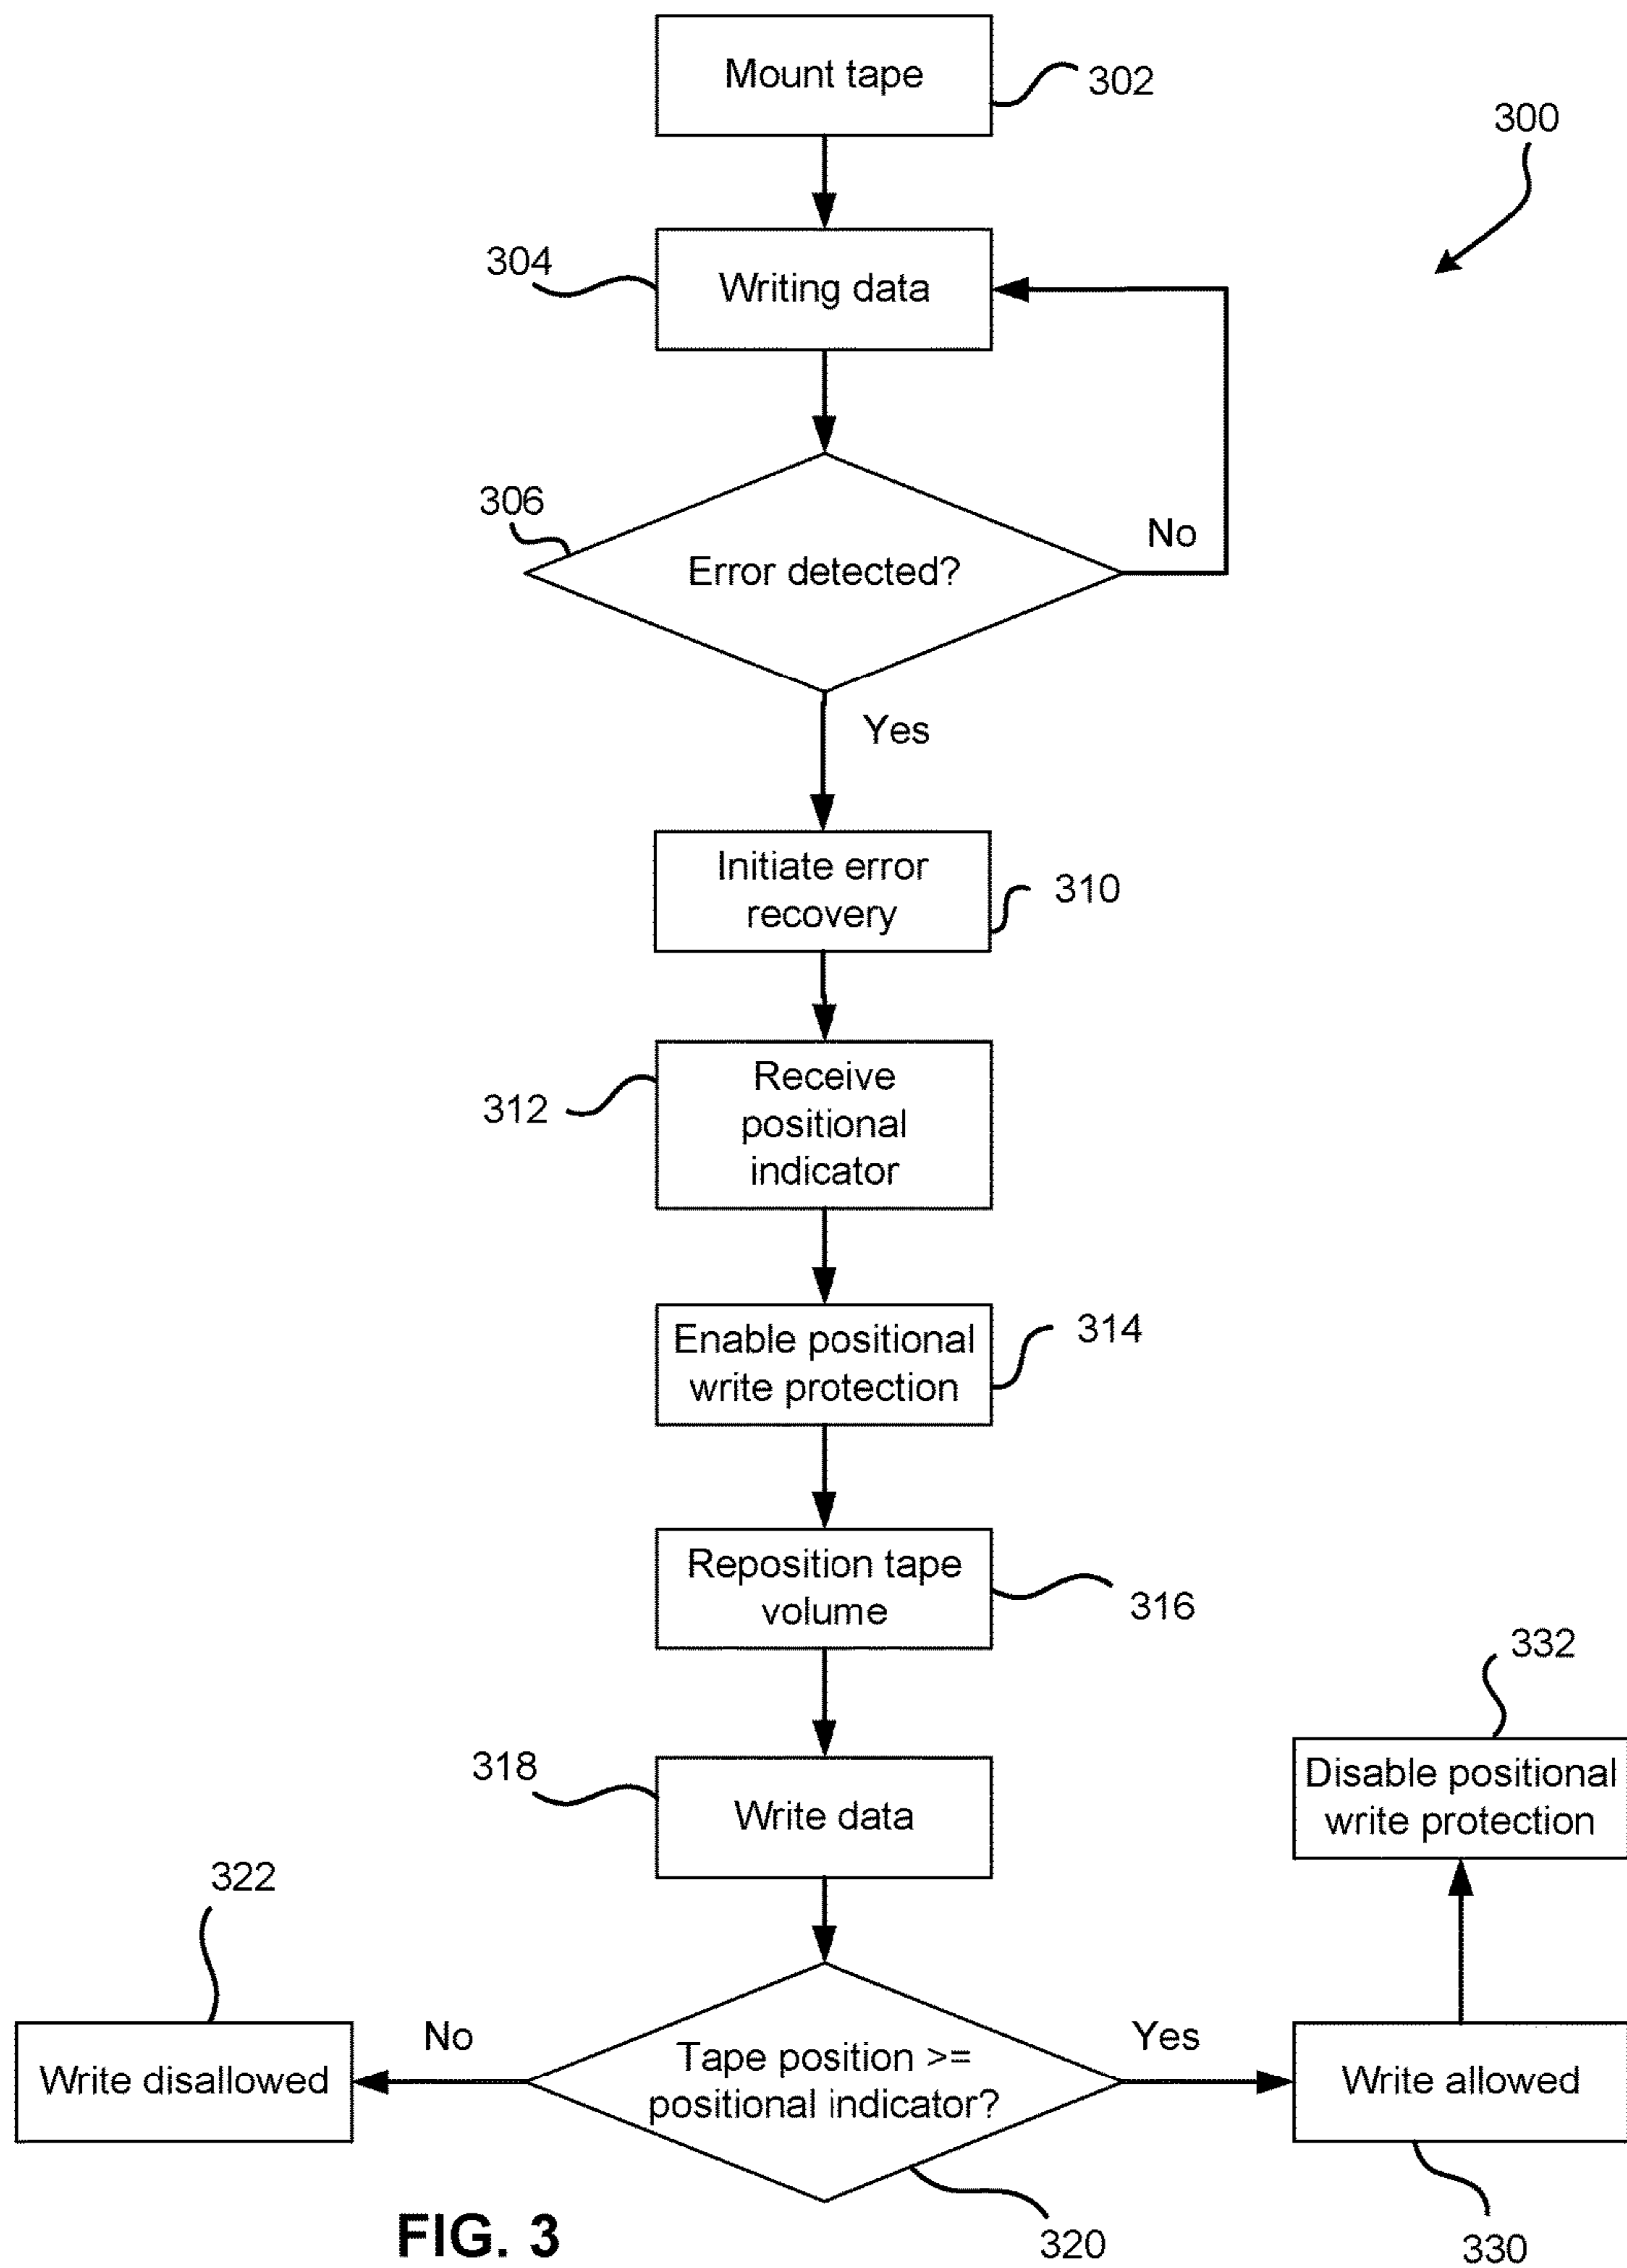 Mount tape
302
300
304
Writing data
306
No
Error detected?
Yes
Initiate error
recovery
310
Receive
positional
indicator
312
Enable positional
write protection
314
Reposition tape
volume
316
332
318
Write data
Disable positional
write protection
322
No
Yes
Write disallowed
Tape position >=
positional indicator?
Write allowed
FIG. 3
320
330